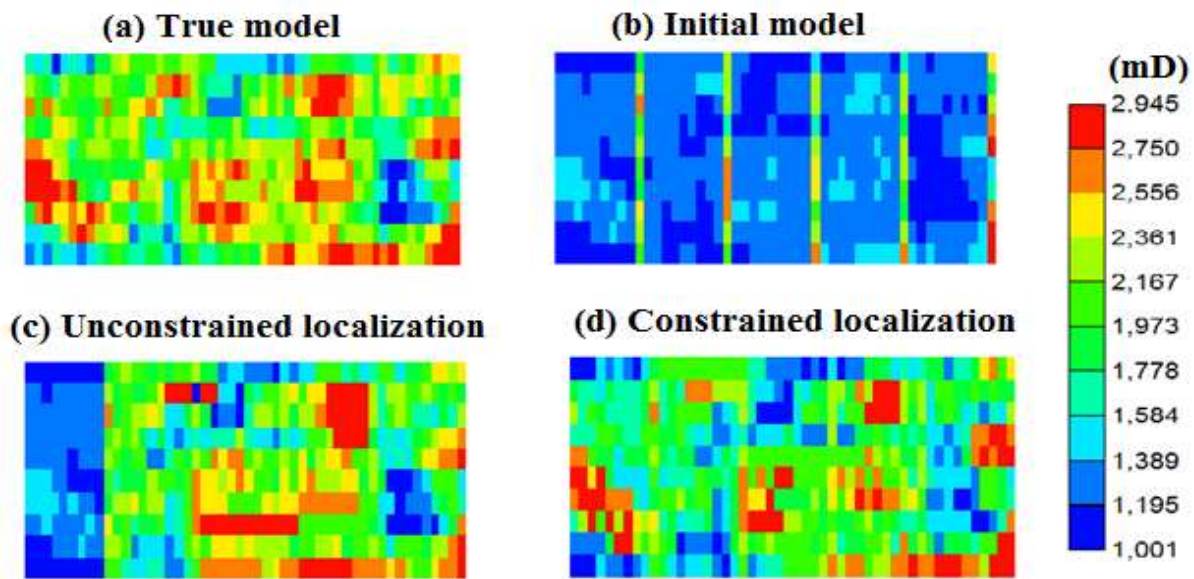 (a) True model
(b) Initial model
(mD)
2.945
2,750
2,556
2,361
2,167
1,973
1,778
1,584
1,389
1,195
1,001
(c) Unconstrained localization
(d) Constrained localization